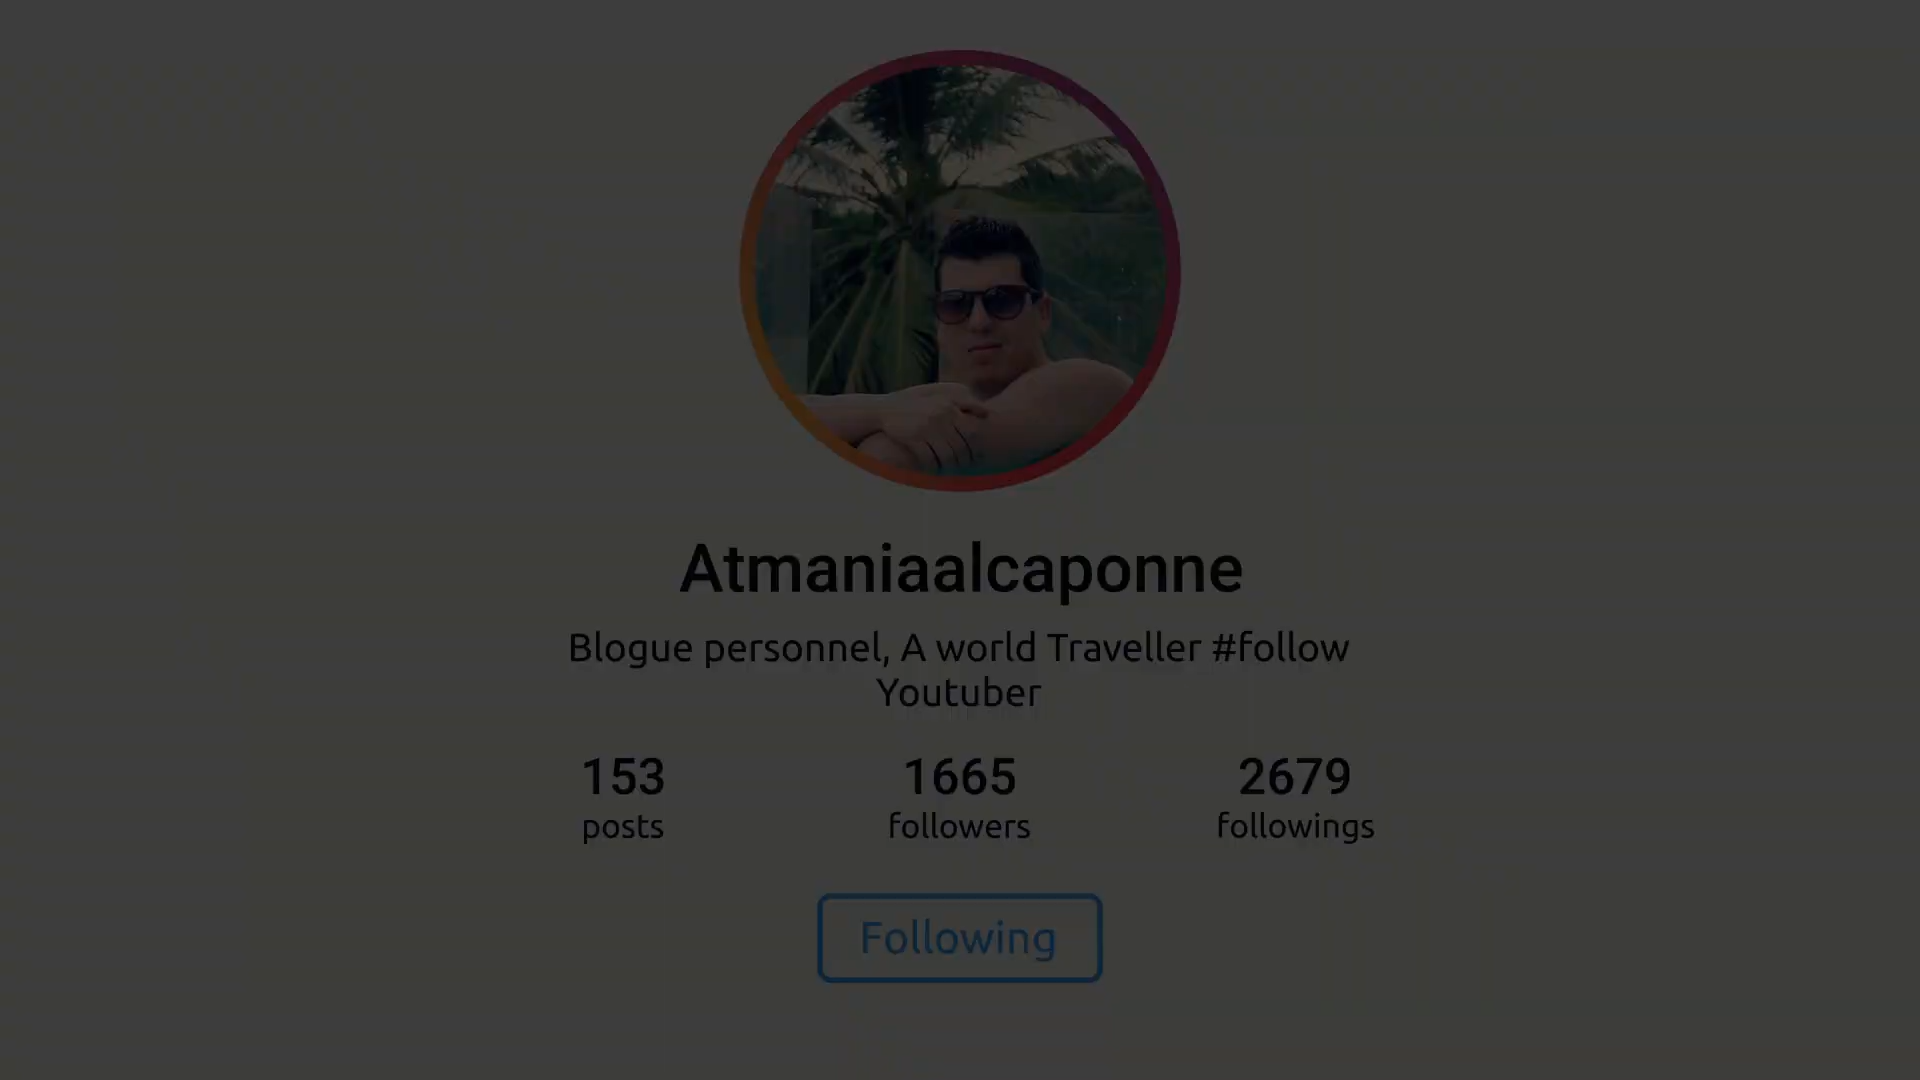 Atmaniaalcaponne
Blogue personnel, A world Traveller #follow
Youtuber
153 1665 2679
posts followers followings
Following